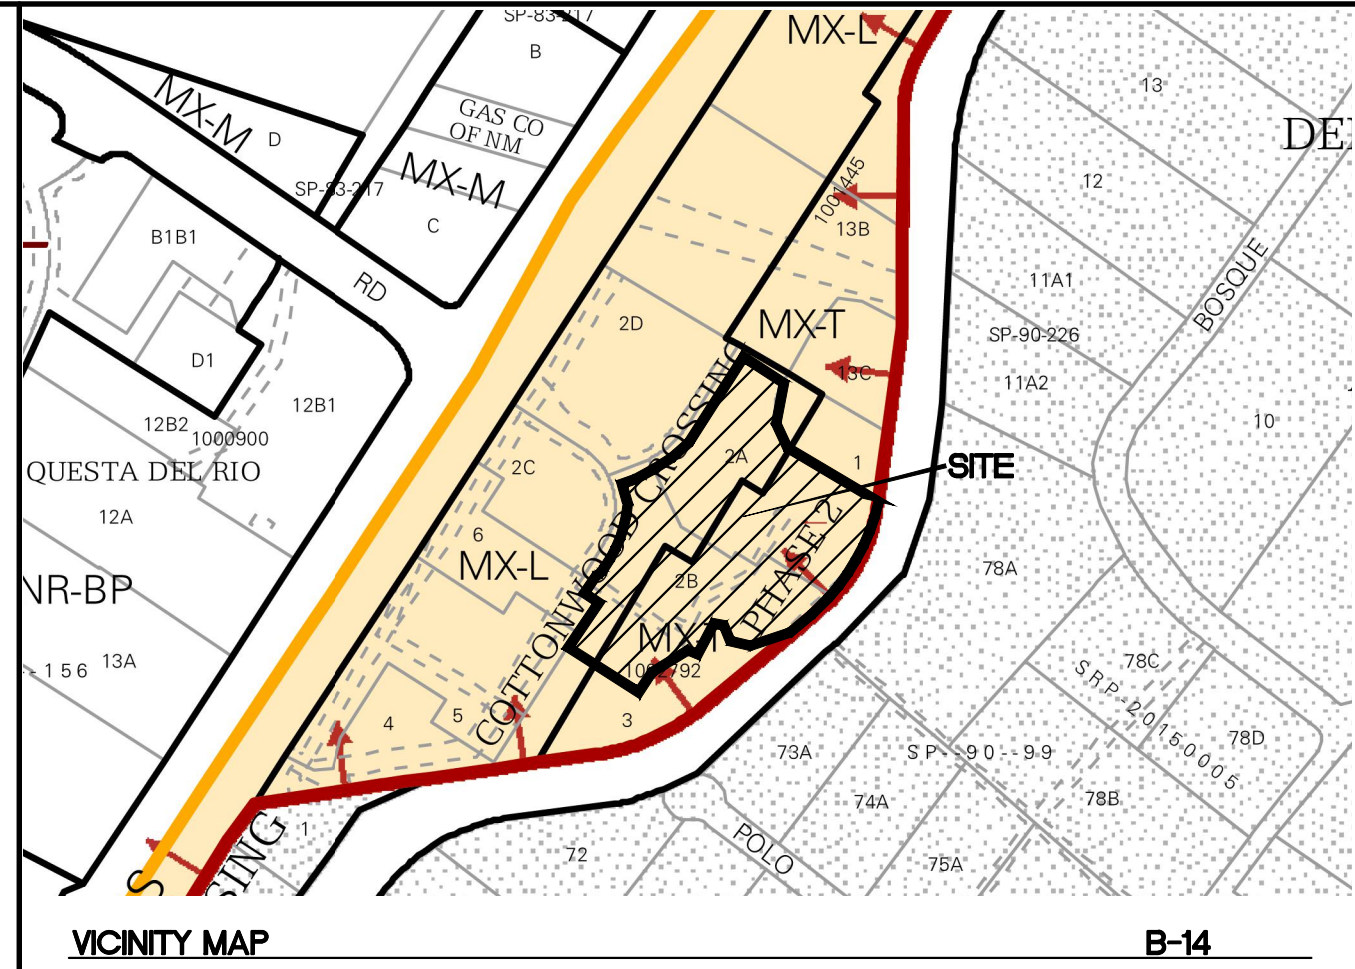 SP-83-217
B
MX-L
13
MX-M
D
GAS CO
OF NM
DEL
SP-83-217
MX-M
C
1001445
12
13B
B1B1
RD
BOSQUE
11A1
2D
MX-T
SP-90-226
D1
13C
11A2
12B1
12B2
1000900
10
QUESTA DEL RIO
2C
2A
1
SITE
12A
6
COTTONWOOD CROSSING
PHASE 2
MX-L
78A
NR-BP
2B
MX-T
13A
--156
1002792
78C
SRP-20150005
4
5
3
73A
SP--90--99
78D
74A
78B
1
SING
S
72
POLO
75A
VICINITY MAP
B-14